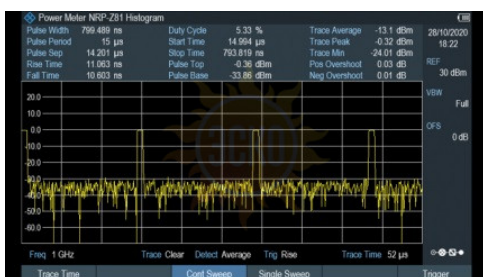 Power Meter NRP-Z81 Histogram
Pulse Width 799.489 ns Duty Cycle 5.33 % Trace Average -13.1 dBm
Pulse Period 15 µs Start Time 14.994 µs Trace Peak -0.32 dBm
Pulse Sep 14.201 µs Stop Time 793.819 ns Trace Min -24.01 dBm
Rise Time 11.063 ns Pulse Top -0.36 dBm Pos Overshoot 0.03 dB
Fall Time 10.603 ns Pulse Base -33.86 dBm Neg Overshoot 0.01 dB
28/10/2020
18:22
REF
30 dBm
VBW
Full
OFS
0 dB
20.0
10.0
0.0
-10.0
-20.0
-60.0
Freq 1 GHz Trace Clear Detect Average Trig Rise Trace Time 52 µs
Trace Time Cont Sweep Single Sweep Trigger